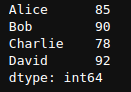 Alice      85
Bob        90
Charlie    78
David      92
dtype: int64